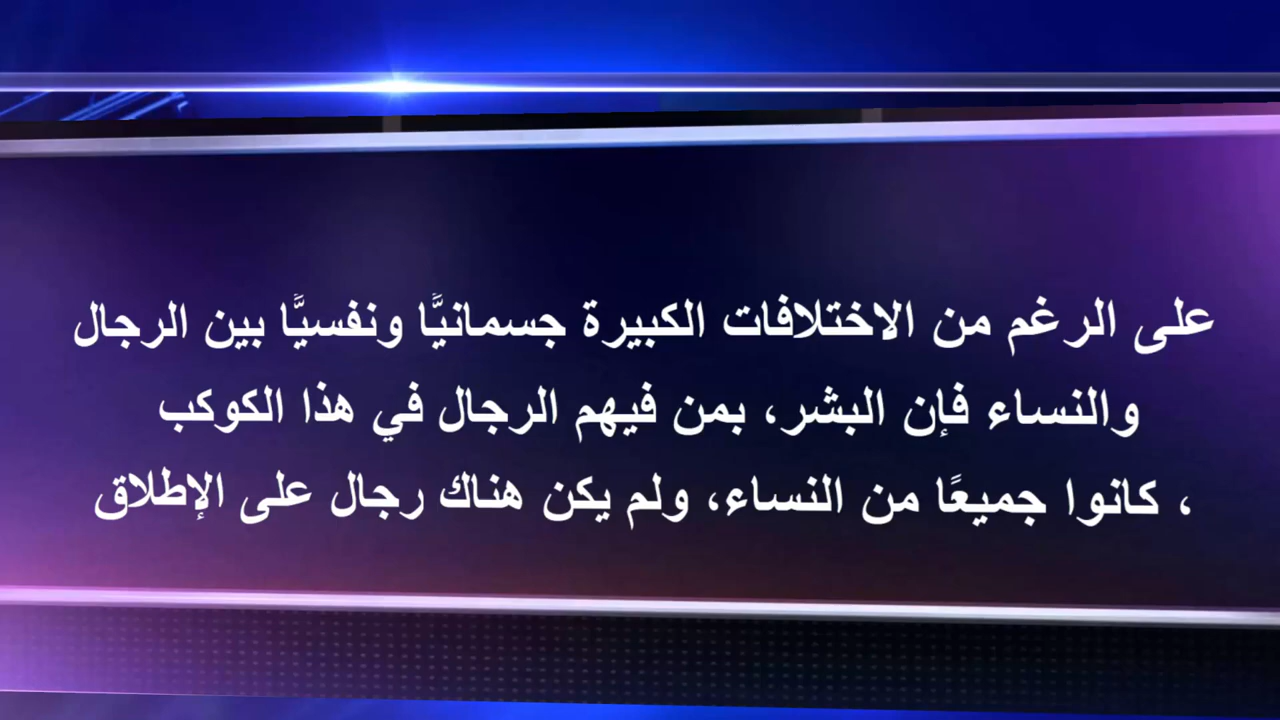 على الرغم من الاختلافات الكبيرة جسمانيًّا ونفسيًّا بين الرجال
والنساء فإن البشر، بمن فيهم الرجال في هذا الكوكب
، كانوا جميعًا من النساء، ولم يكن هناك رجال على الإطلاق